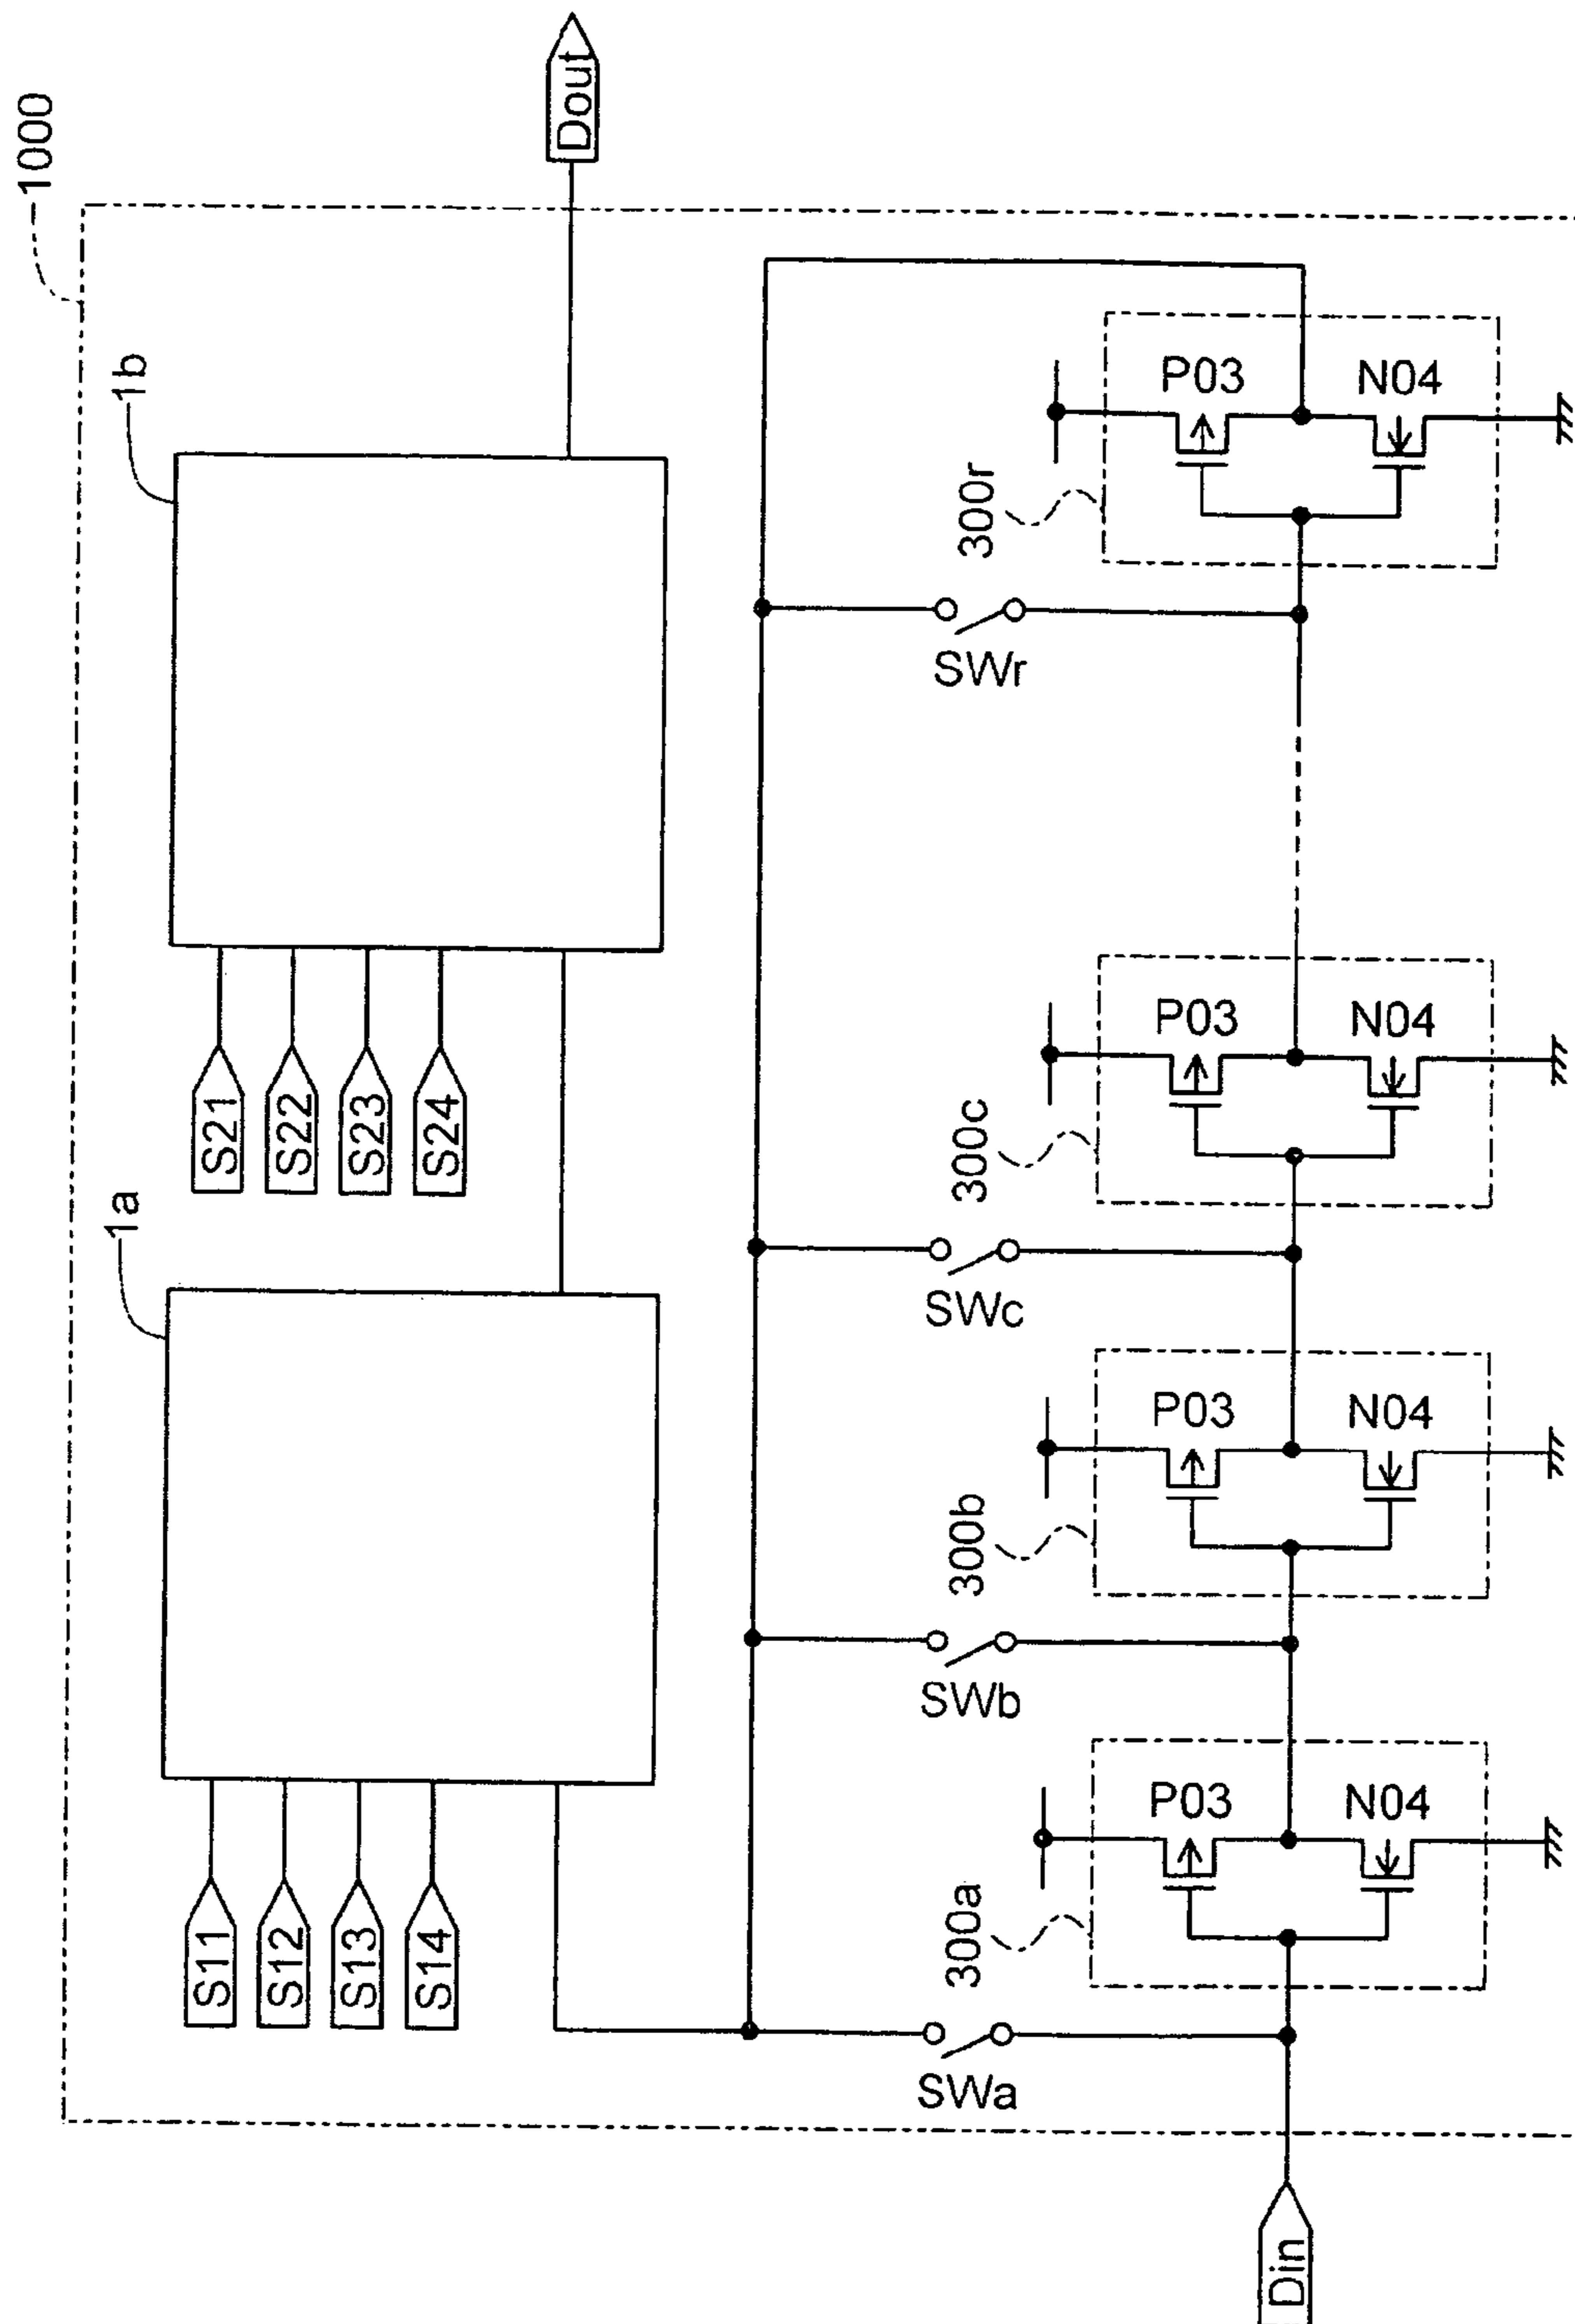 1000
1a
1b
S11
S12
S13
S14
S21
S22
S23
S24
Dout
SWa
SWb
SWc
SWr
300a
300b
300c
300r
P03
N04
P03
N04
P03
N04
P03
N04
Din